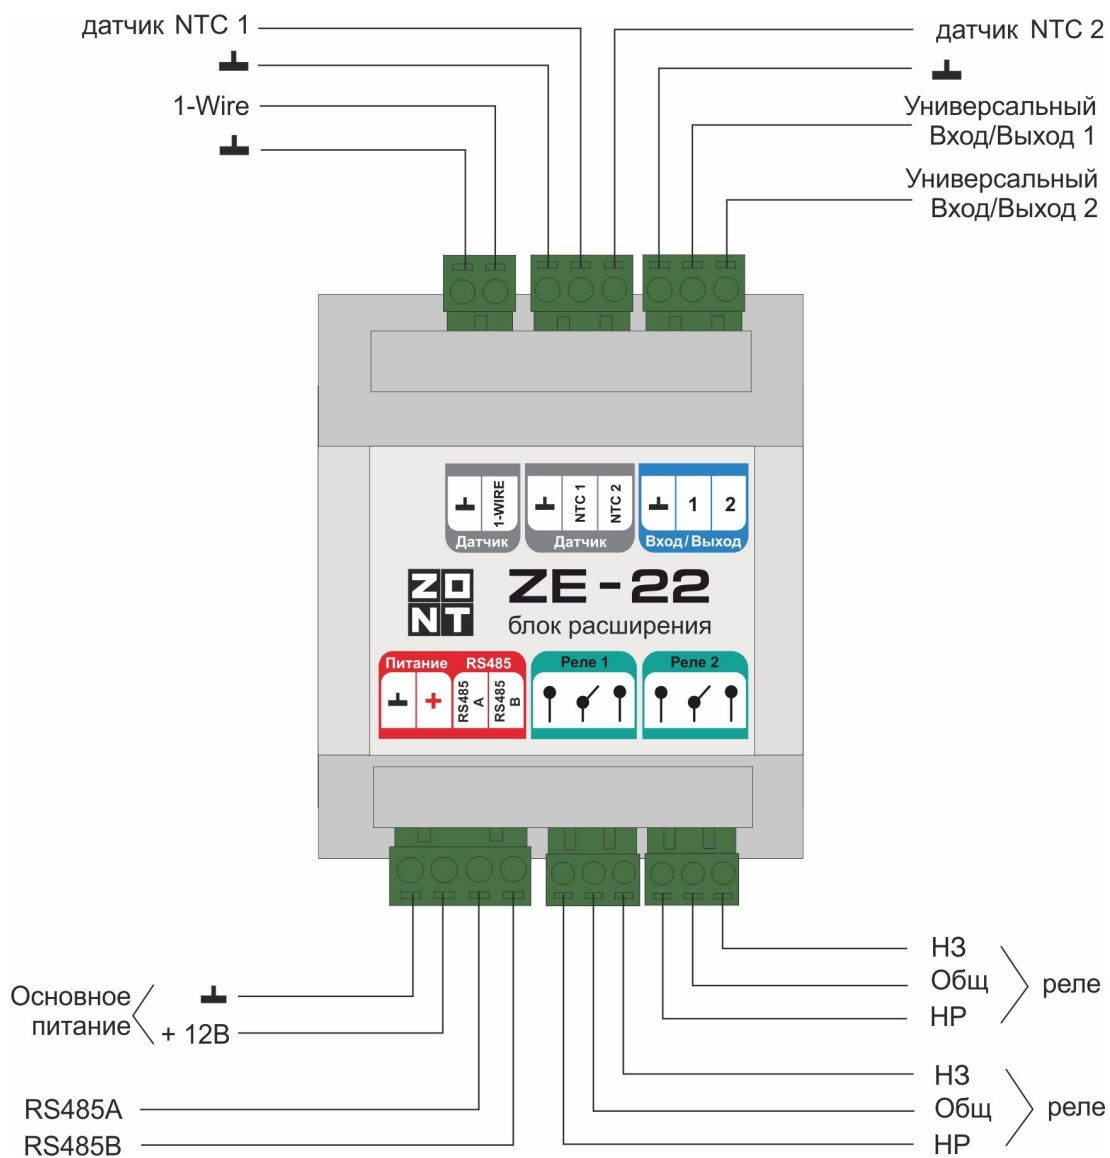 датчик NTC 1
1-Wire
датчик NTC 2
Универсальный
Вход/Выход 1
Универсальный
Вход/Выход 2
1-WIRE
Датчик
NTC 1
NTC 2
Датчик
1
2
Вход/Выход
ZO
NT
ZE-22
блок расширения
Питание
+
RS485
RS485
A
RS485
B
Реле 1
Реле 2
Основное
питание
+ 12В
RS485A
RS485B
НЗ
Общ
НР
реле
НЗ
Общ
НР
реле